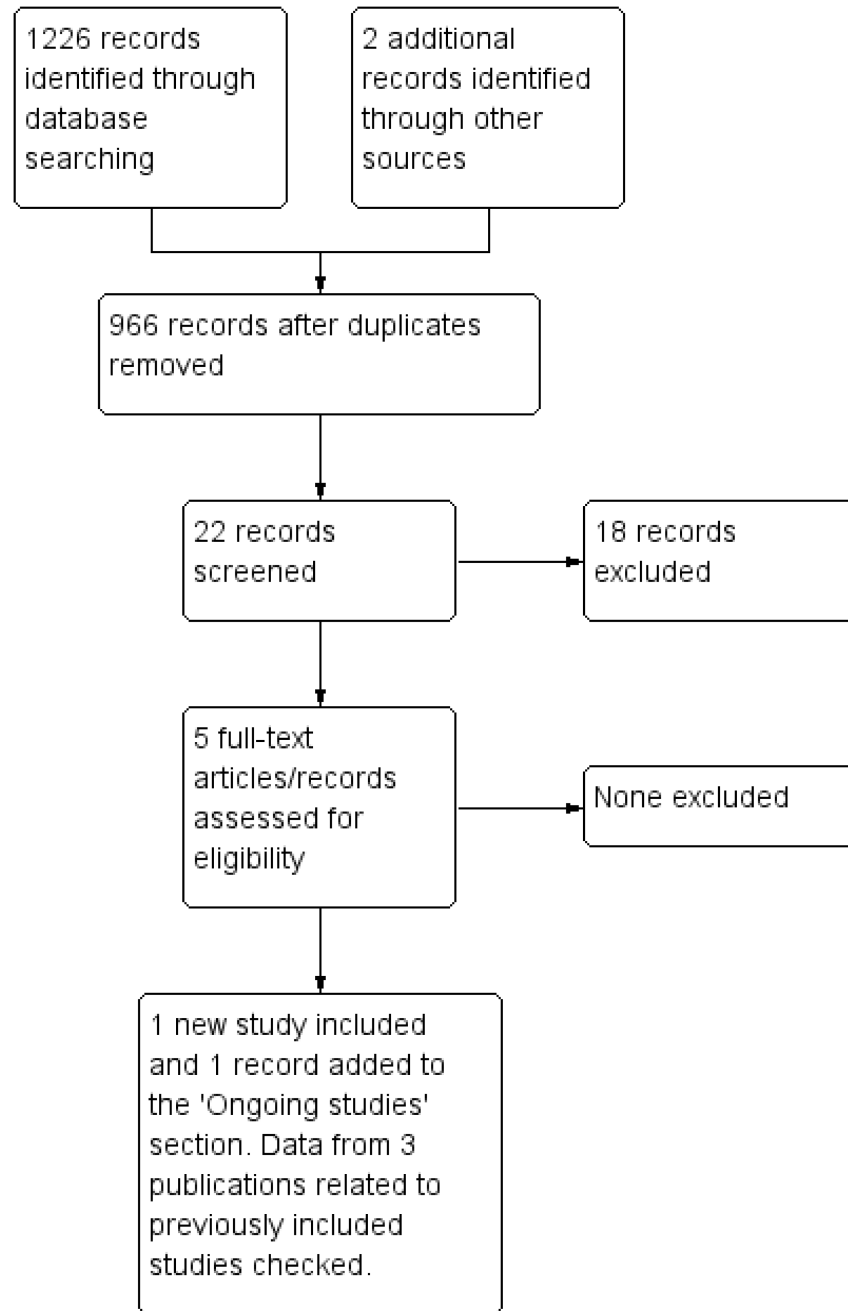 1226 records
identified through
database
searching
2 additional
records identified
through other
sources
966 records after duplicates
removed
22 records
screened
18 records
excluded
5 full-text
articles/records
assessed for
eligibility
None excluded
1 new study included
and 1 record added to
the 'Ongoing studies'
section. Data from 3
publications related to
previously included
studies checked.